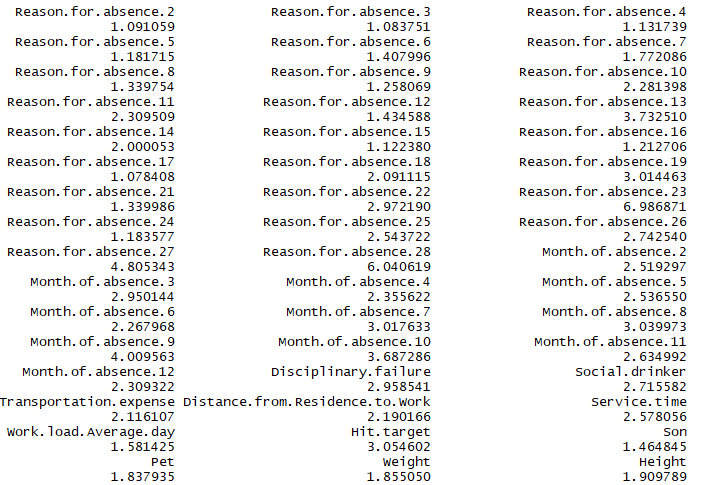 Reason.for.absence.2 Reason.for.absence.3 Reason.for.absence.4
1.091059 1.083751 1.131739
Reason.for.absence.5 Reason.for.absence.6 Reason.for.absence.7
1.181715 1.407996 1.772086
Reason.for.absence.8 Reason.for.absence.9 Reason.for.absence.10
1.339754 1.258069 2.281398
Reason.for.absence.11 Reason.for.absence.12 Reason.for.absence.13
2.309509 1.434588 3.732510
Reason.for.absence.14 Reason.for.absence.15 Reason.for.absence.16
2.000053 1.122380 1.212706
Reason.for.absence.17 Reason.for.absence.18 Reason.for.absence.19
1.078408 2.091115 3.014463
Reason.for.absence.21 Reason.for.absence.22 Reason.for.absence.23
1.339986 2.972190 6.986871
Reason.for.absence.24 Reason.for.absence.25 Reason.for.absence.26
1.183577 2.543722 2.742540
Reason.for.absence.27 Reason.for.absence.28 Month.of.absence.2
4.805343 6.040619 2.519297
Month.of.absence.3 Month.of.absence.4 Month.of.absence.5
2.950144 2.355622 2.536550
Month.of.absence.6 Month.of.absence.7 Month.of.absence.8
2.267968 3.017633 3.039973
Month.of.absence.9 Month.of.absence.10 Month.of.absence.11
4.009563 3.687286 2.634992
Month.of.absence.12 Disciplinary.failure Social.drinker
2.309322 2.958541 2.715582
Transportation.expense Distance.from.Residence.to.Work Service.time
2.116107 2.190166 2.578056
Work.load.Average.day Hit.target Son
1.581425 3.054602 1.464845
Pet Weight Height
1.837935 1.855050 1.909789